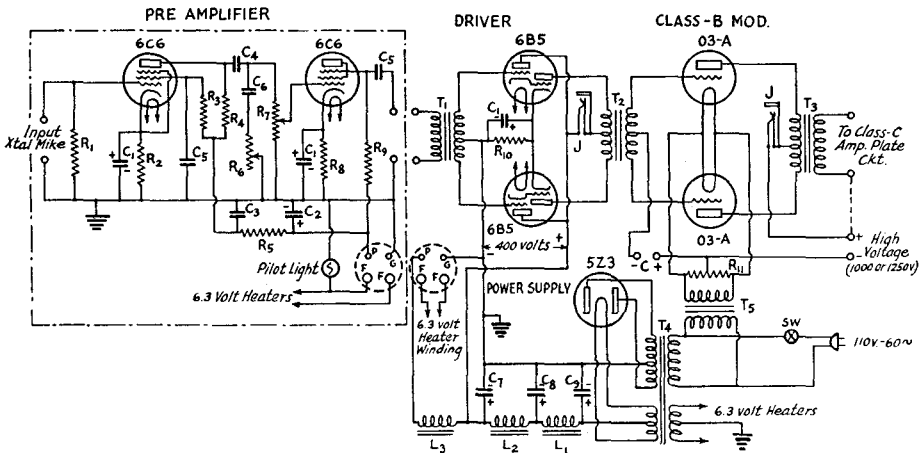 PRE AMPLIFIER
DRIVER
CLASS-B MOD.
6C6
C4
6C6
C5
6B5
03-A
C6
R3
R4
R7
Input
Xtal Mike
R1
C1
+
-
R2
C5
R6
+
C1
-
R8
R9
T1
C1
- +
R10
J
T2
J
T3
To Class-C
Amp. Plate
Ckt.
C3
- C2 +
R5
6B5
03-A
+
400 volts
-
- C +
R11
+
High
- Voltage
(1000 or 1250V)
Pilot Light
P
G
F
F
P
G
F
F
6.3 Volt Heaters
6.3 volt
Heater
Winding
POWER SUPPLY
5Z3
T4
T5
SW
110V.-60~
C7
+
C8
-
+
C9
-
+
6.3 volt Heaters
L3
L2
L1